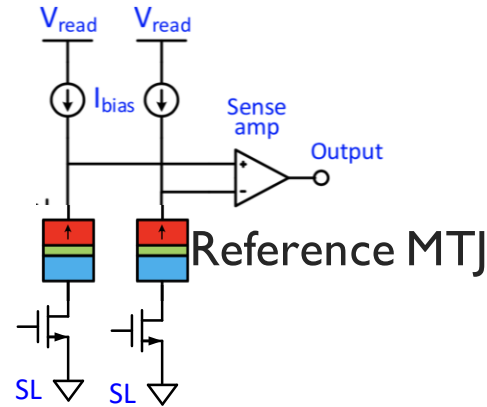 Vread Vread
Ibias
Sense
amp
Output
+
-
Reference MTJ
SL SL